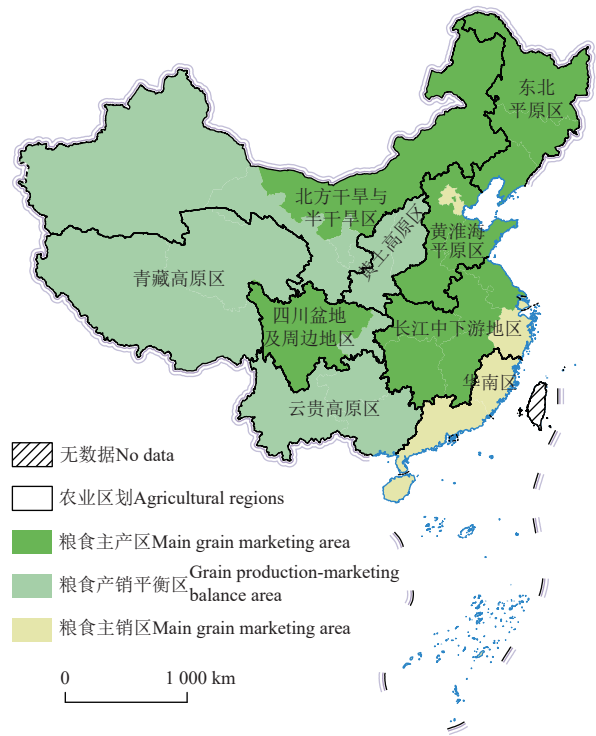 东北
平原区
北方干旱与
半干旱区
黄土高原区
黄淮海
平原区
青藏高原区
四川盆地
及周边地区
长江中下游地区
华南区
云贵高原区
无数据No data
农业区划Agricultural regions
粮食主产区Main grain marketing area
粮食产销平衡区Grain production-marketing
balance area
粮食主销区Main grain marketing area
0 1 000 km